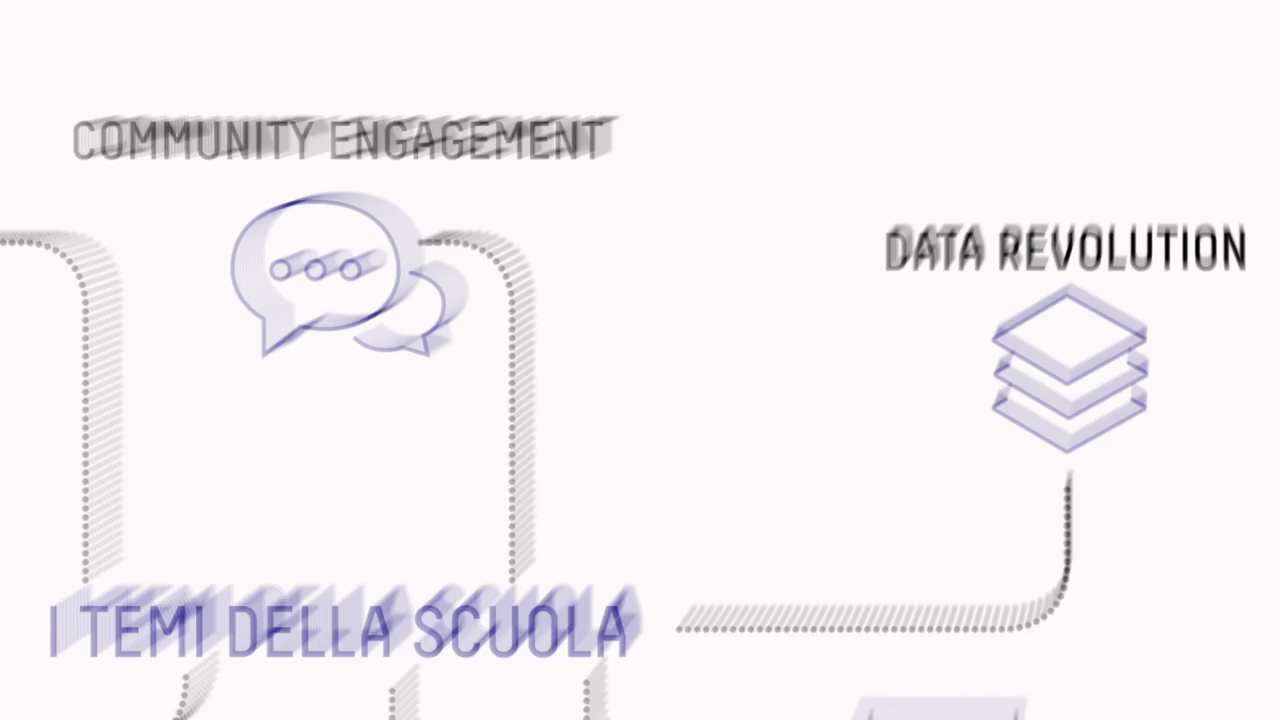 COMMUNITY ENGAGEMENT
DATA REVOLUTION
I TEMI DELLA SCUOLA